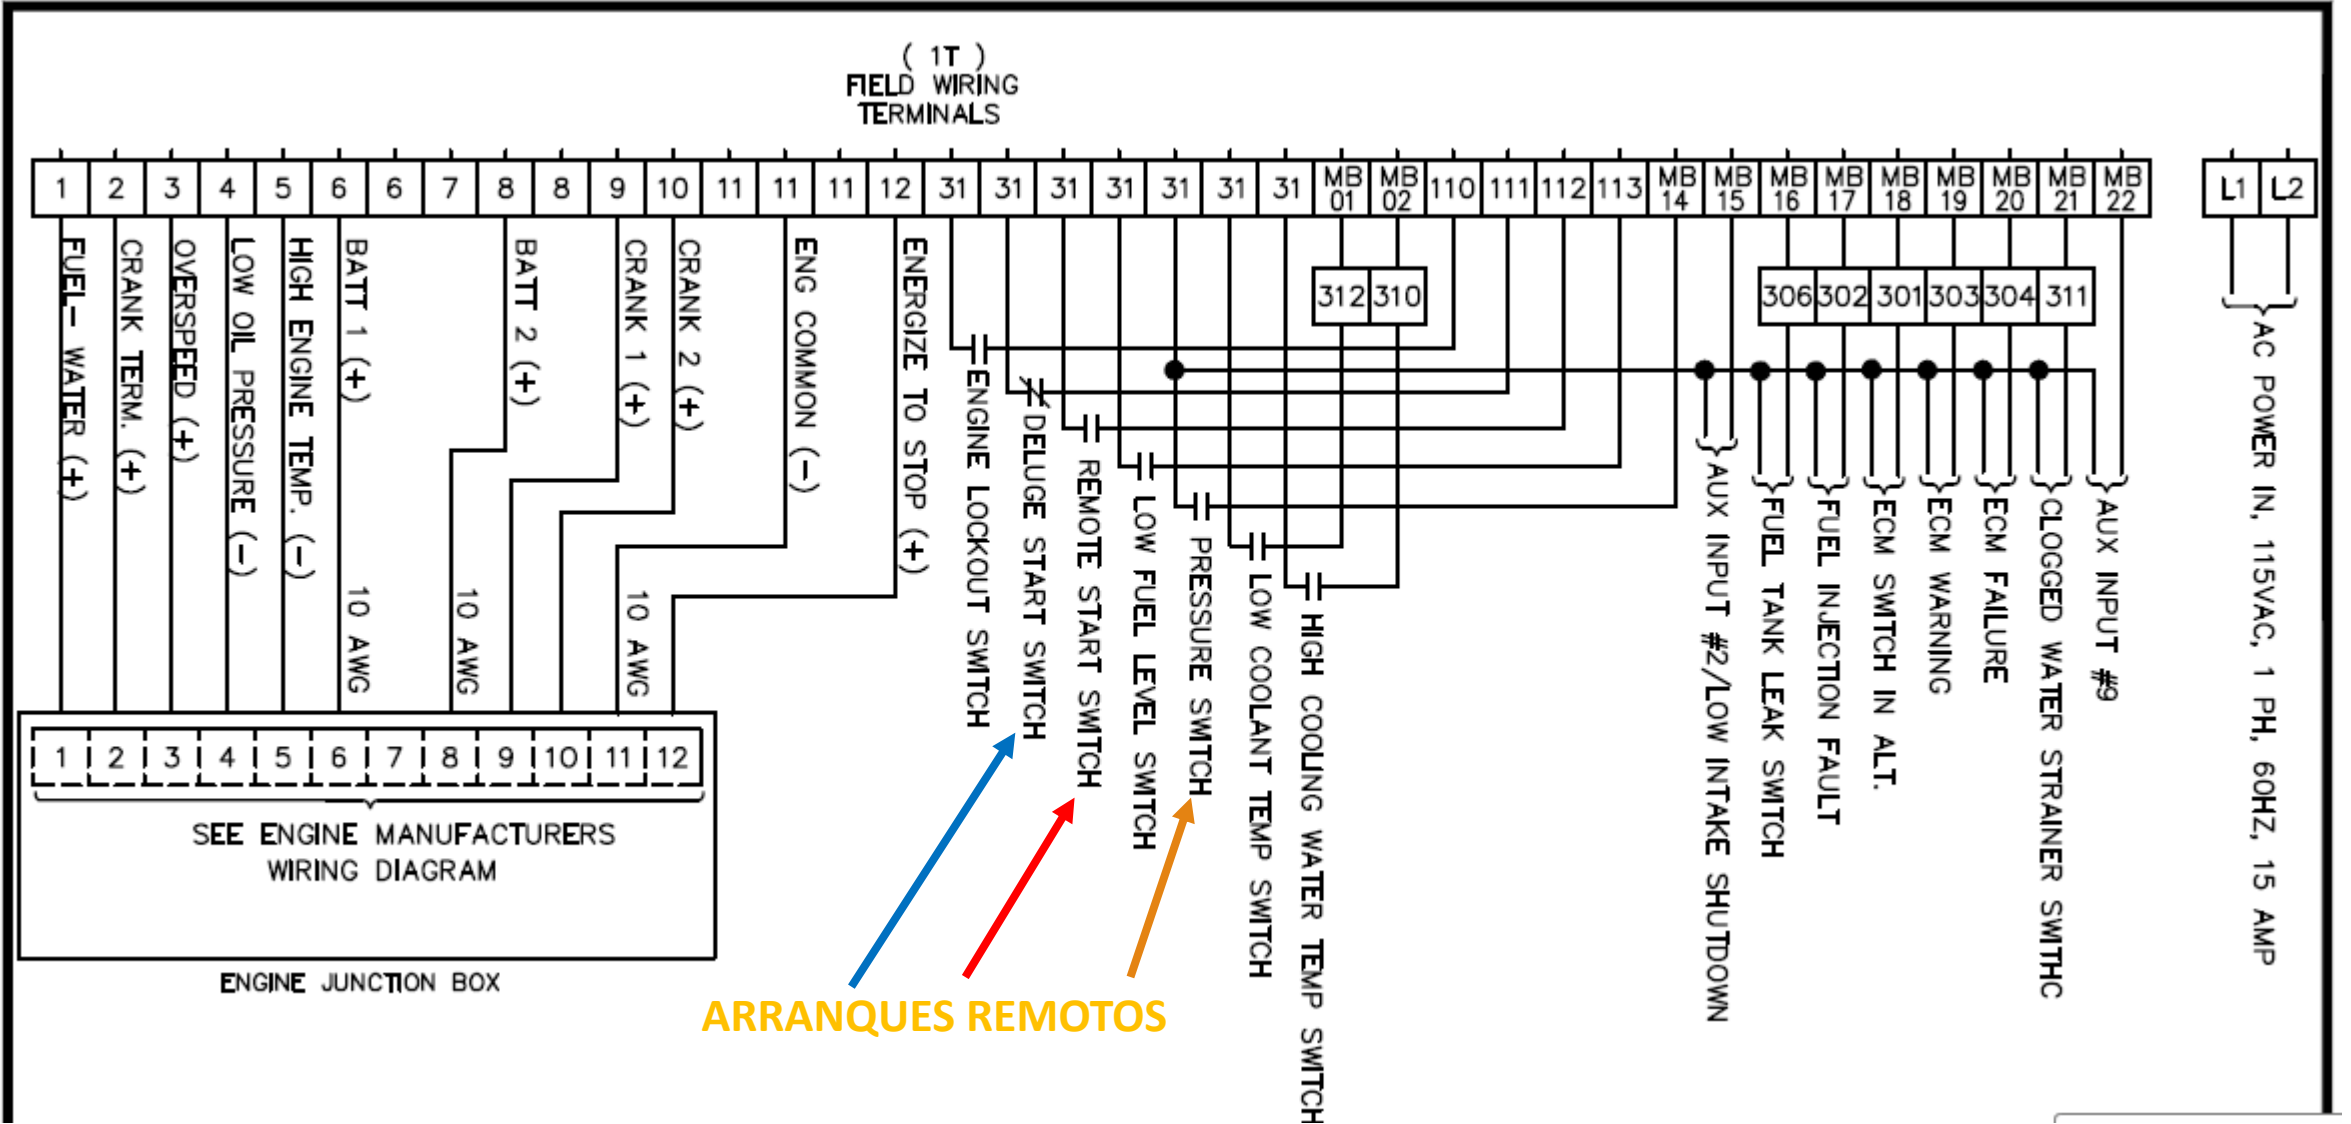 ( 1T )
FIELD WIRING
TERMINALS
1 2 3 4 5 6 6 7 8 8 9 10 11 11 11 12 31 31 31 31 31 31 31 MB 01 MB 02 110 111 112 113 MB 14 MB 15 MB 16 MB 17 MB 18 MB 19 MB 20 MB 21 MB 22 L1 L2
312 310
306 302 301 303 304 311
FUEL- WATER (+)
CRANK TERM. (+)
OVERSPEED (+)
LOW OIL PRESSURE (-)
HIGH ENGINE TEMP. (-)
BATT 1 (+)
10 AWG
BATT 2 (+)
10 AWG
CRANK 1 (+)
10 AWG
CRANK 2 (+)
ENG COMMON (-)
ENERGIZE TO STOP (+)
ENGINE LOCKOUT SWITCH
DELUGE START SWITCH
REMOTE START SWITCH
LOW FUEL LEVEL SWITCH
PRESSURE SWITCH
LOW COOLANT TEMP SWITCH
HIGH COOLING WATER TEMP SWITCH
AUX INPUT #2/LOW INTAKE SHUTDOWN
FUEL TANK LEAK SWITCH
FUEL INJECTION FAULT
ECM SWITCH IN ALT.
ECM WARNING
ECM FAILURE
CLOGGED WATER STRAINER SWITHC
AUX INPUT #9
AC POWER IN, 115VAC, 1 PH, 60HZ, 15 AMP
1 2 3 4 5 6 7 8 9 10 11 12
SEE ENGINE MANUFACTURERS
WIRING DIAGRAM
ENGINE JUNCTION BOX
ARRANQUES REMOTOS